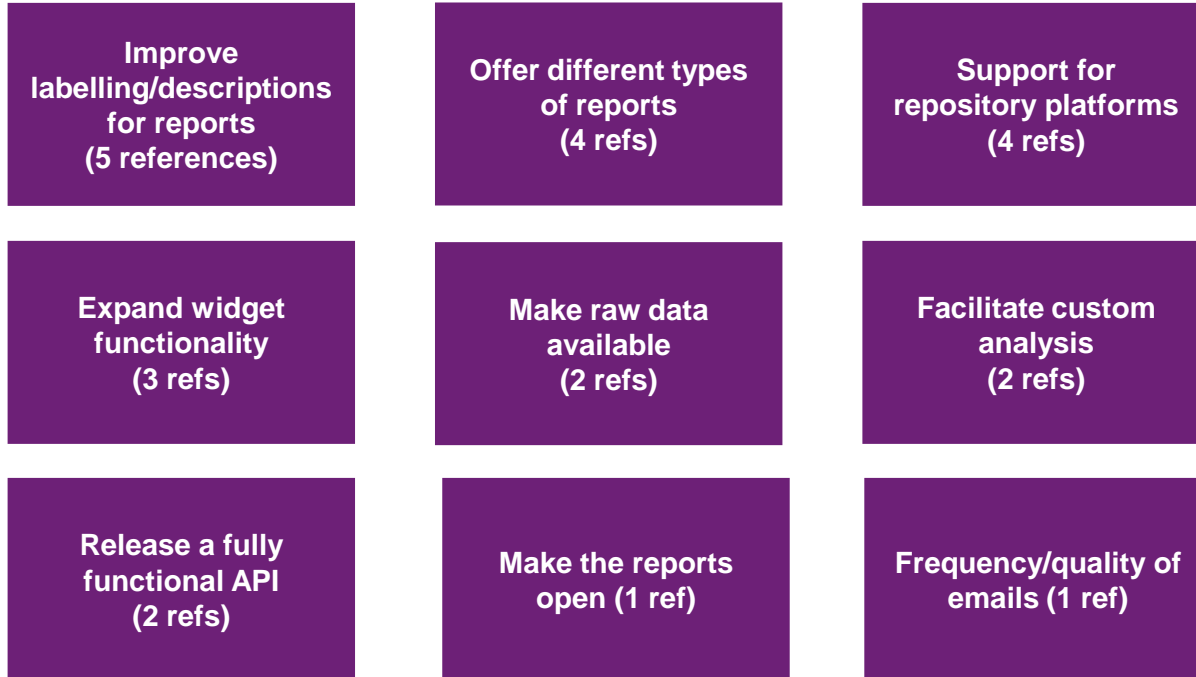 Improve
labelling/descriptions
for reports
(5 references)
Offer different types
of reports
(4 refs)
Support for
repository platforms
(4 refs)
Expand widget
functionality
(3 refs)
Make raw data
available
(2 refs)
Facilitate custom
analysis
(2 refs)
Release a fully
functional API
(2 refs)
Make the reports
open (1 ref)
Frequency/quality of
emails (1 ref)